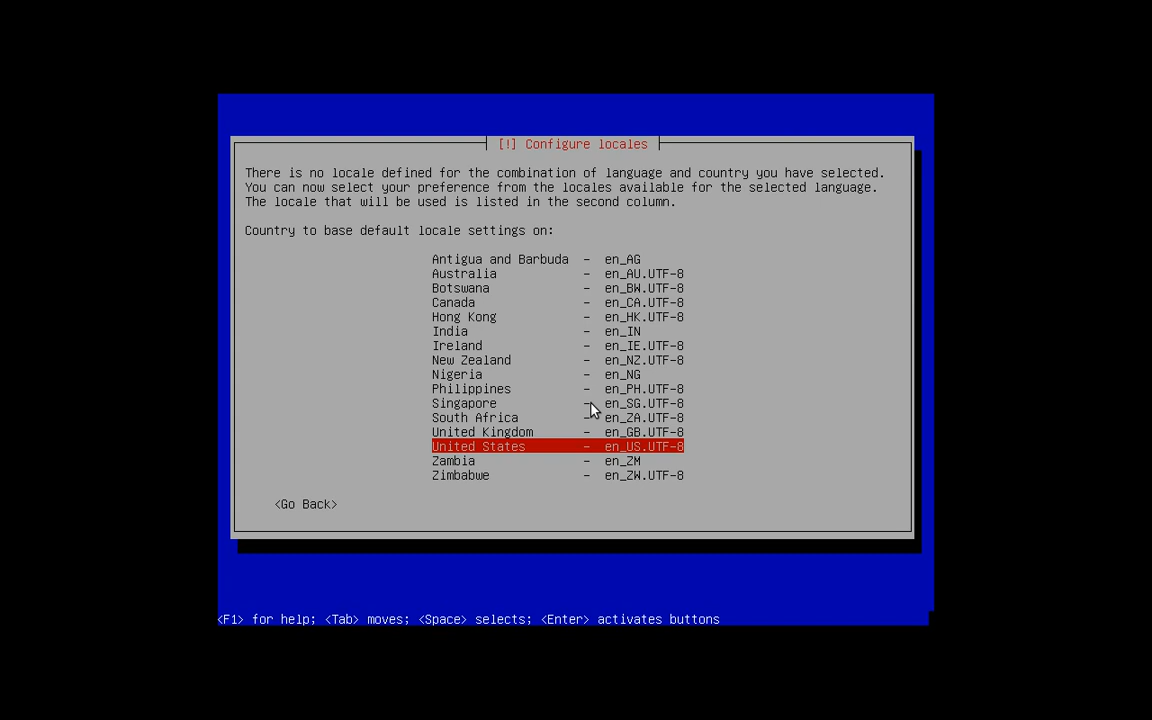 [!] Configure locales
There is no locale defined for the combination of language and country you have selected.
You can now select your preference from the locales available for the selected language.
The locale that will be used is listed in the second column.
Country to base default locale settings on:
Antigua and Barbuda - en_AG
Australia - en_AU.UTF-8
Botswana - en_BW.UTF-8
Canada - en_CA.UTF-8
Hong Kong - en_HK.UTF-8
India - en_IN
Ireland - en_IE.UTF-8
New Zealand - en_NZ.UTF-8
Nigeria - en_NG
Philippines - en_PH.UTF-8
Singapore - en_SG.UTF-8
South Africa - en_ZA.UTF-8
United Kingdom - en_GB.UTF-8
United States - en_US.UTF-8
Zambia - en_ZM
Zimbabwe - en_ZW.UTF-8
<Go Back>
<F1> for help; <Tab> moves; <Space> selects; <Enter> activates buttons